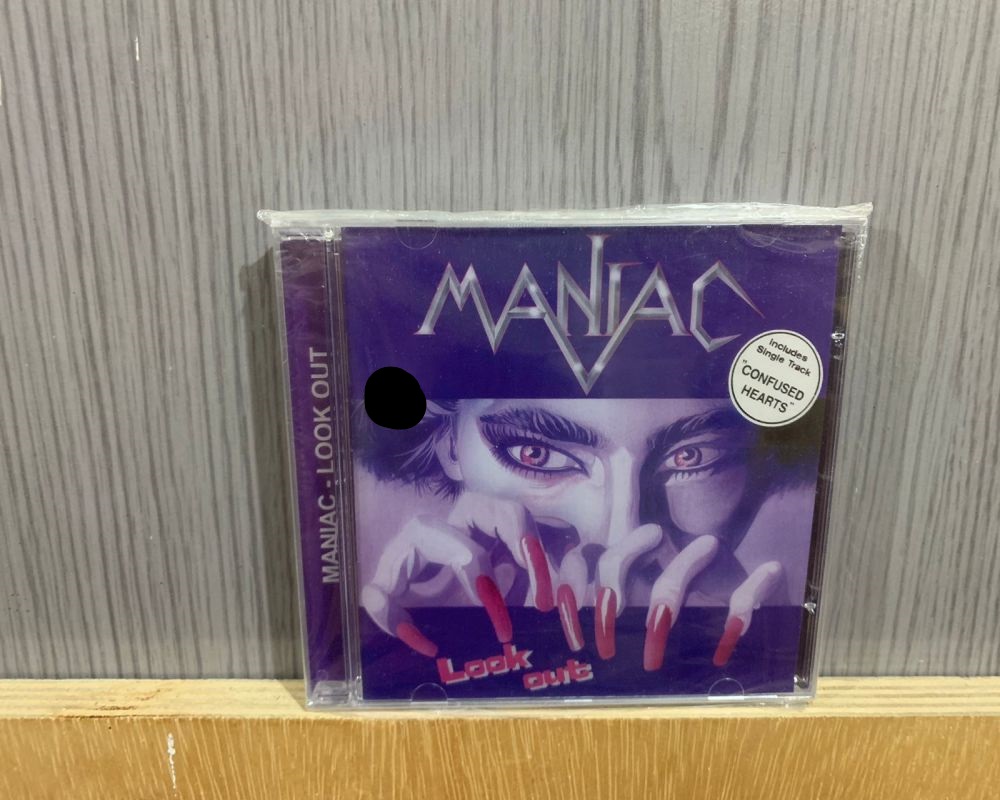 MANIAC
Includes
Single Track
"CONFUSED
HEARTS"
MANIAC - LOOK OUT
Look
out